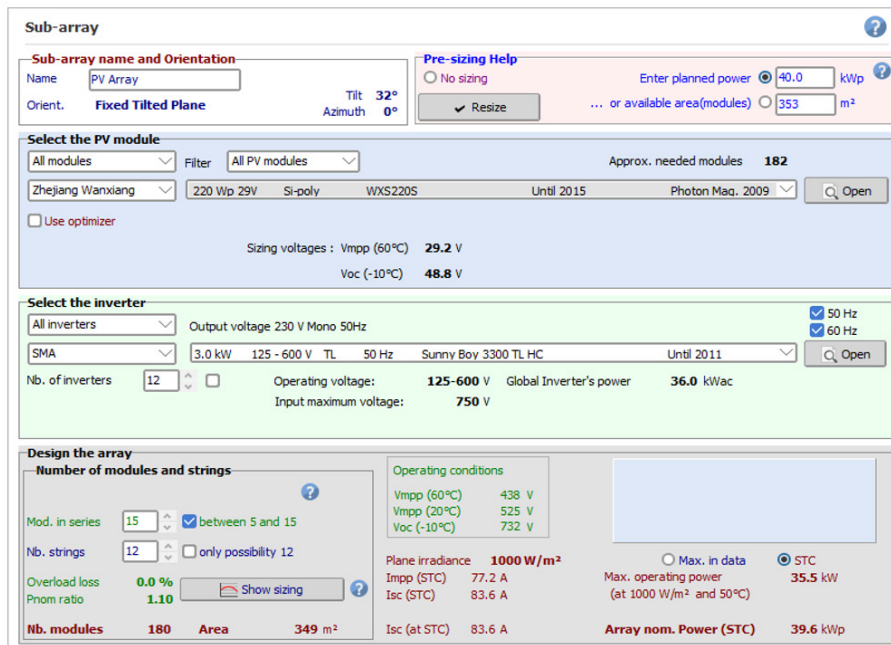 Sub-array
?
Sub-array name and Orientation
Name PV Array
Orient. Fixed Tilted Plane
Tilt 32°
Azimuth 0°
Pre-sizing Help
No sizing Enter planned power 40.0 kWp ?
Resize ... or available area(modules) 353 m²
Select the PV module
All modules Filter All PV modules Approx. needed modules 182
Zhejiang Wanxiang 220 Wp 29V Si-poly WXS220S Until 2015 Photon Mag. 2009 Open
Use optimizer
Sizing voltages : Vmpp (60°C) 29.2 V
Voc (-10°C) 48.8 V
Select the inverter
All inverters Output voltage 230 V Mono 50Hz
50 Hz
60 Hz
SMA 3.0 kW 125 - 600 V TL 50 Hz Sunny Boy 3300 TL HC Until 2011 Open
Nb. of inverters 12 Operating voltage: 125-600 V Global Inverter's power 36.0 kWac
Input maximum voltage: 750 V
Design the array
Number of modules and strings
?
Mod. in series 15 between 5 and 15
Nb. strings 12 only possibility 12
Overload loss 0.0 %
Pnom ratio 1.10
Show sizing ?
Nb. modules 180 Area 349 m²
Operating conditions
Vmpp (60°C) 438 V
Vmpp (20°C) 525 V
Voc (-10°C) 732 V
Plane irradiance 1000 W/m²
Impp (STC) 77.2 A
Isc (STC) 83.6 A
Isc (at STC) 83.6 A
Max. in data STC
Max. operating power 35.5 kW
(at 1000 W/m² and 50°C)
Array nom. Power (STC) 39.6 kWp